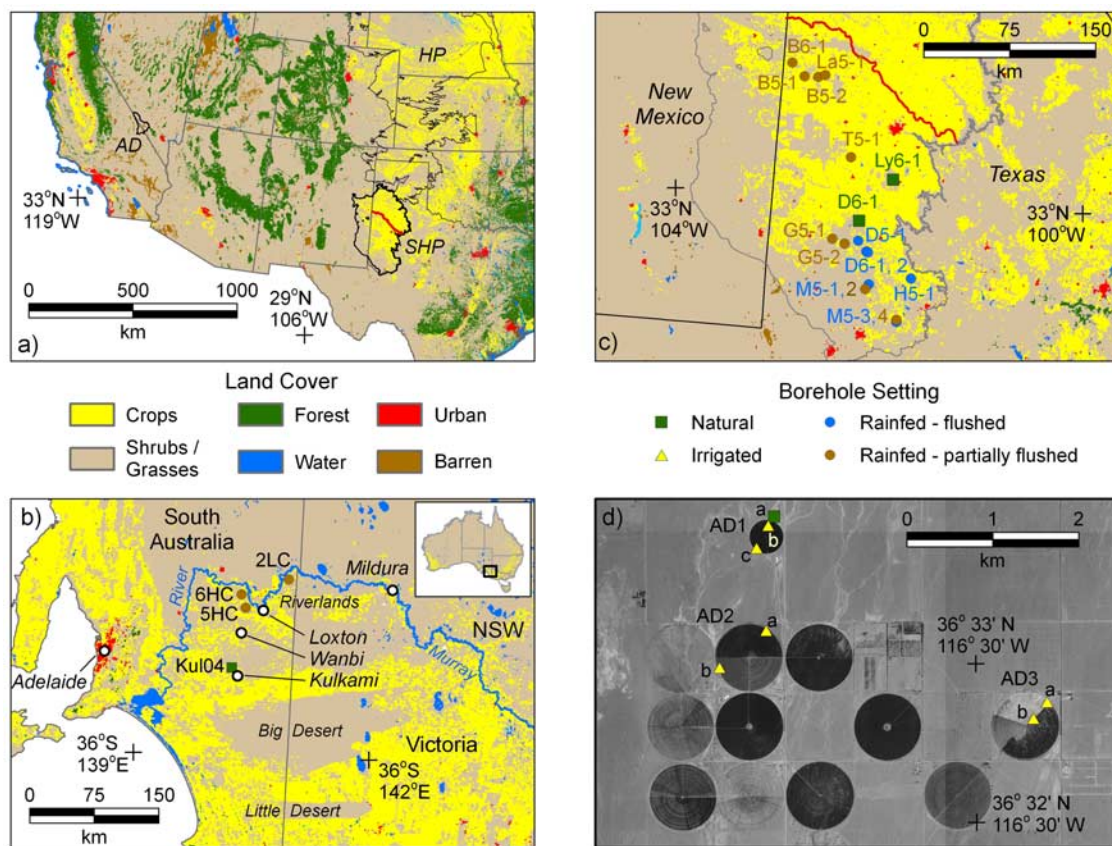 HP
AD
33°N
119°W
SHP
0 500 1000
km
29°N
106°W
a)
0 75 150
km
B6-1
La5-1
B5-1
B5-2
New
Mexico
T5-1
Ly6-1
Texas
33°N
104°W
D6-1
33°N
100°W
G5-1
D5-1
G5-2
D6-1, 2
M5-1, 2
H5-1
M5-3, 4
c)
Land Cover
Crops
Forest
Urban
Shrubs /
Grasses
Water
Barren
Borehole Setting
Natural
Rainfed - flushed
Irrigated
Rainfed - partially flushed
b)
South
Australia
2LC
Mildura
River
6HC
Riverlands
5HC
NSW
Loxton
Wanbi
Murray
Kul04
Adelaide
Kulkami
Big Desert
Victoria
36°S
139°E
36°S
142°E
0 75 150
km
Little Desert
d)
a
AD1
b
c
0 1 2
km
AD2
a
b
36° 33' N
116° 30' W
AD3
a
b
36° 32' N
116° 30' W